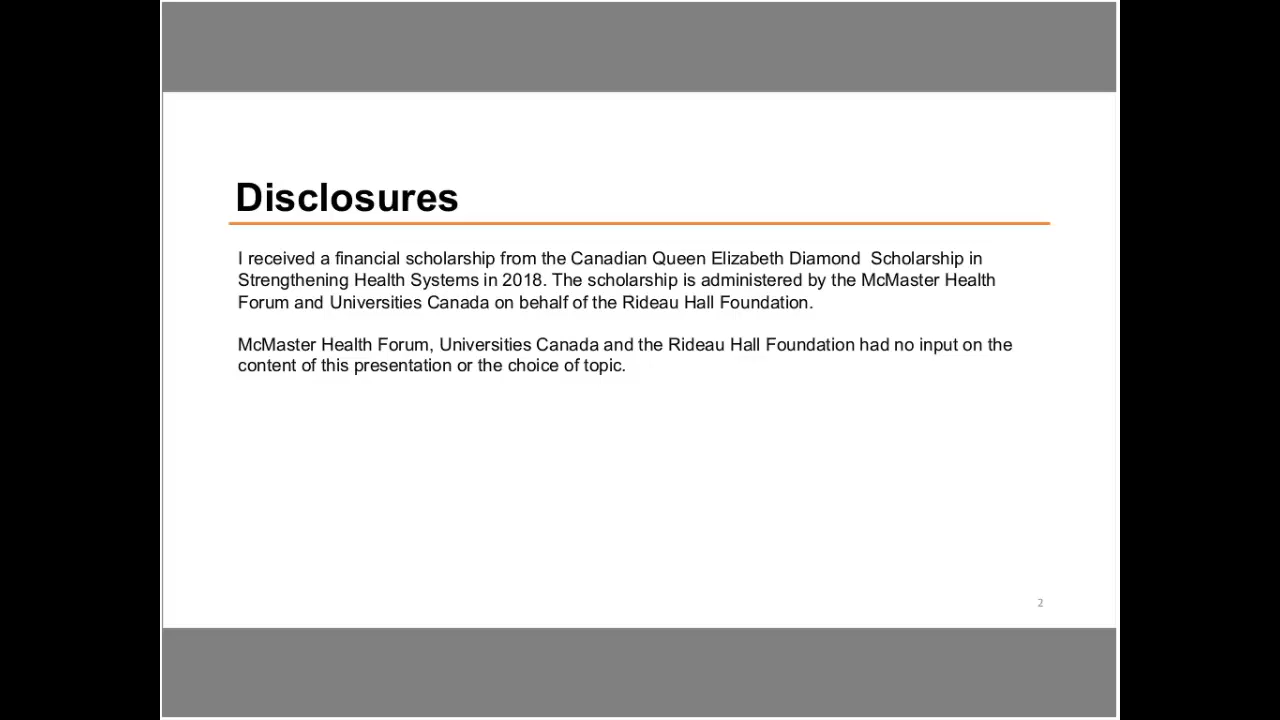 Disclosures
I received a financial scholarship from the Canadian Queen Elizabeth Diamond  Scholarship in
Strengthening Health Systems in 2018. The scholarship is administered by the McMaster Health
Forum and Universities Canada on behalf of the Rideau Hall Foundation.
McMaster Health Forum, Universities Canada and the Rideau Hall Foundation had no input on the
content of this presentation or the choice of topic.
2